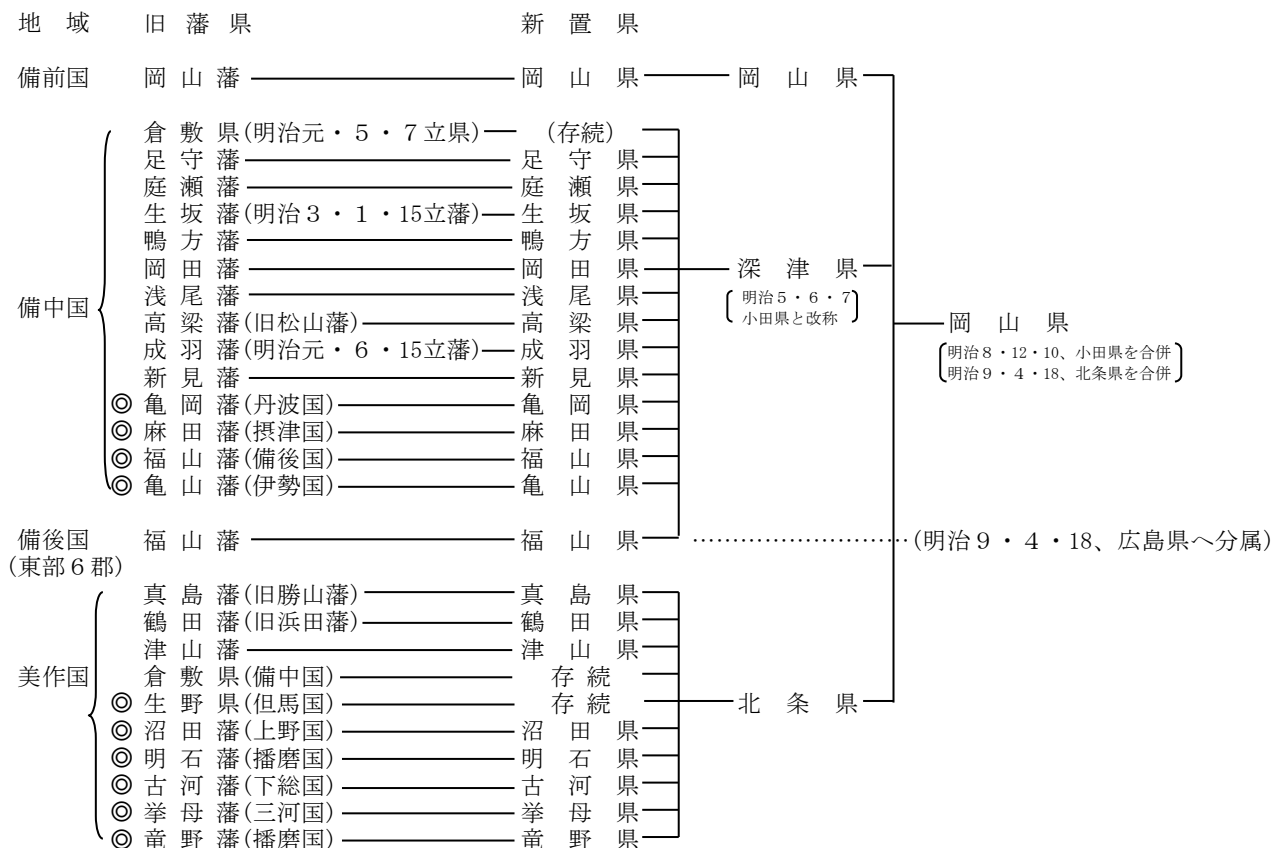 地域 旧藩県 新置県
備前国 岡山藩 岡山県 岡山県
倉敷県(明治元・5・7立県) (存続)
足守藩 足守県
庭瀬藩 庭瀬県
生坂藩(明治3・1・15立藩) 生坂県
鴨方藩 鴨方県
岡田藩 岡田県 深津県
浅尾藩 浅尾県 明治5・6・7
備中国 小田県と改称
高梁藩(旧松山藩) 高梁県 岡山県
成羽藩(明治元・6・15立藩) 成羽県 明治8・12・10、小田県を合併
新見藩 新見県 明治9・4・18、北条県を合併
◎ 亀岡藩(丹波国) 亀岡県
◎ 麻田藩(摂津国) 麻田県
◎ 福山藩(備後国) 福山県
◎ 亀山藩(伊勢国) 亀山県
備後国 福山藩 福山県 ……………………(明治9・4・18、広島県へ分属)
(東部6郡)
真島藩(旧勝山藩) 真島県
鶴田藩(旧浜田藩) 鶴田県
津山藩 津山県
美作国 倉敷県(備中国) 存続
◎ 生野県(但馬国) 存続 北条県
◎ 沼田藩(上野国) 沼田県
◎ 明石藩(播磨国) 明石県
◎ 古河藩(下総国) 古河県
◎ 挙母藩(三河国) 挙母県
◎ 竜野藩(播磨国) 竜野県